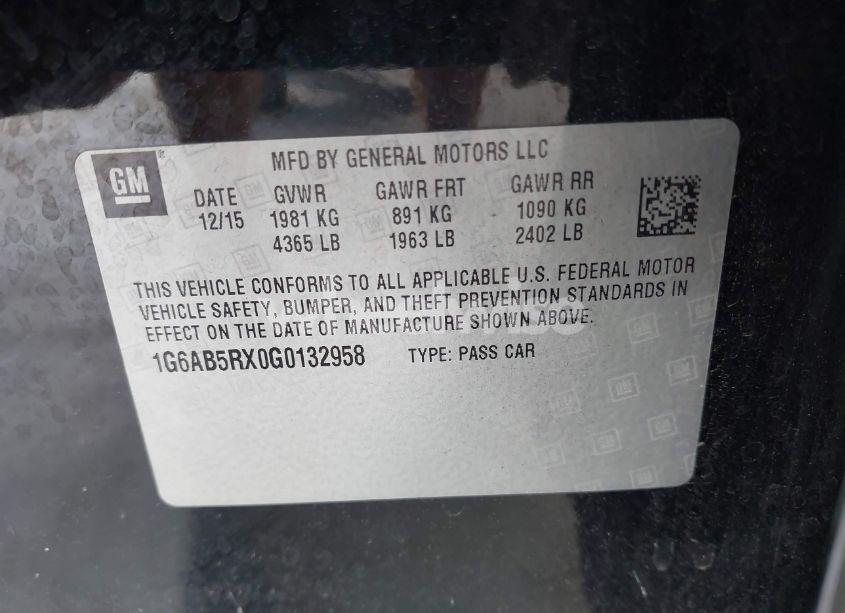 GM
MFD BY GENERAL MOTORS LLC
DATE GVWR GAWR FRT GAWR RR
12/15 1981 KG 891 KG 1090 KG
4365 LB 1963 LB 2402 LB
THIS VEHICLE CONFORMS TO ALL APPLICABLE U.S. FEDERAL MOTOR
VEHICLE SAFETY, BUMPER, AND THEFT PREVENTION STANDARDS IN
EFFECT ON THE DATE OF MANUFACTURE SHOWN ABOVE.
1G6AB5RX0G0132958 TYPE: PASS CAR